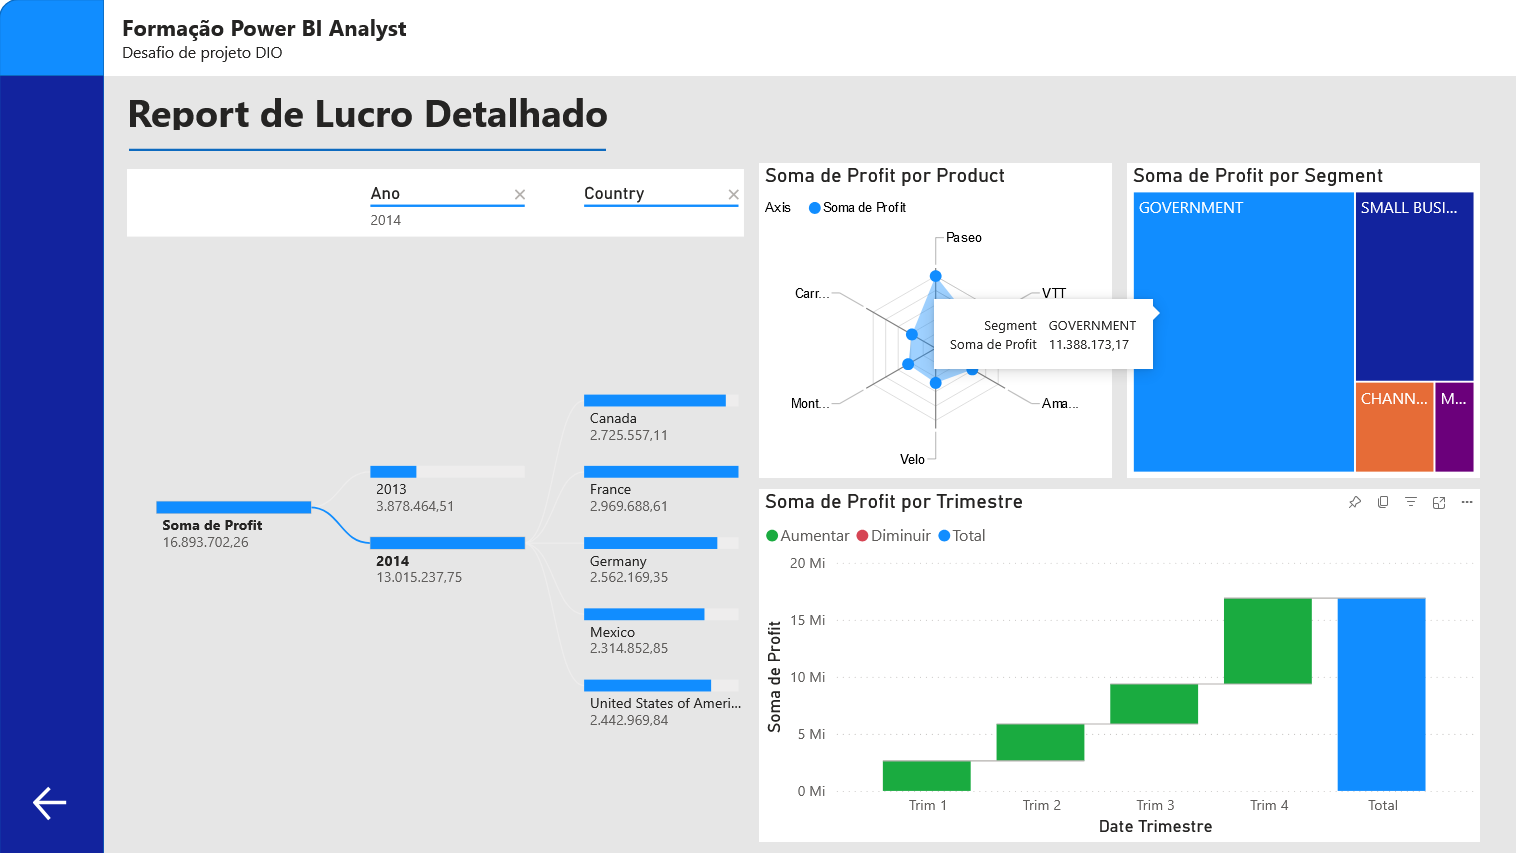 Formação Power BI Analyst
Desafio de projeto DIO
Report de Lucro Detalhado
Ano
2014
Country
Soma de Profit
16.893.702,26
2013
3.878.464,51
2014
13.015.237,75
Canada
2.725.557,11
France
2.969.688,61
Germany
2.562.169,35
Mexico
2.314.852,85
United States of Ameri...
2.442.969,84
Soma de Profit por Product
Axis Soma de Profit
Paseo
Carr...
VTT
Mont...
Ama...
Velo
Soma de Profit por Segment
GOVERNMENT
SMALL BUSI...
CHANN...
M...
Segment GOVERNMENT
Soma de Profit 11.388.173,17
Soma de Profit por Trimestre
Aumentar Diminuir Total
20 Mi
15 Mi
10 Mi
5 Mi
0 Mi
Soma de Profit
Trim 1 Trim 2 Trim 3 Trim 4 Total
Date Trimestre